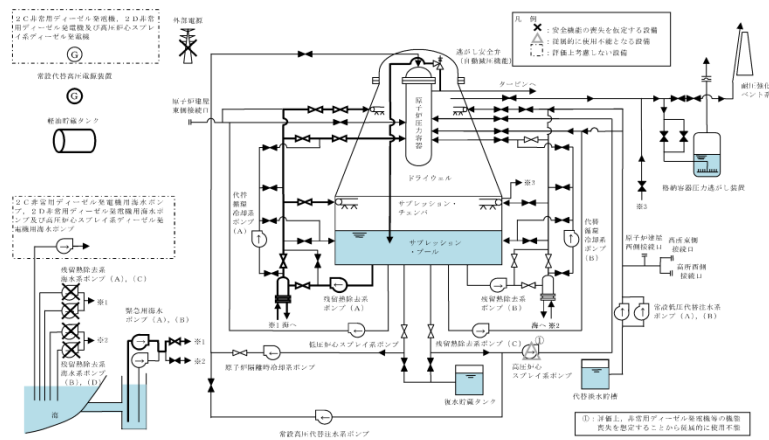 2C非常用ディーゼル発電機,2D非常
用ディーゼル発電機及び高圧炉心スプレ
イ系ディーゼル発電機
G
常設代替高圧電源装置
G
軽油貯蔵タンク
外部電源
原子炉建屋
東側接続口
逃がし安全弁
(自動減圧機能)
凡 例
:安全機能の喪失を仮定する設備
:従属的に使用不能となる設備
:評価上考慮しない設備
タービンへ
耐圧強化
ベント系
原子炉圧力容器
ドライウェル
格納容器圧力逃がし装置
※3
※3
代替
循環
冷却系
ポンプ
(A)
サプレッション・
チェンバ
サプレッション
・プール
代替
循環
冷却系
ポンプ
(B)
2C非常用ディーゼル発電機用海水ポン
プ,2D非常用ディーゼル発電機用海水ポ
ンプ及び高圧炉心スプレイ系ディーゼル発
電機用海水ポンプ
原子炉建屋
西側接続口
高所東側
接続口
高所西側
接続口
残留熱除去系
海水系ポンプ(A),(C)
※1
※2
残留熱除去系
海水系ポンプ
(B),(D)
緊急用海水
ポンプ(A),(B)
※1
※2
海
残留熱除去系
ポンプ(A)
残留熱除去系
ポンプ(B)
※1 海へ
海へ ※2
常設低圧代替注水系
ポンプ(A),(B)
低圧炉心スプレイ系ポンプ
残留熱除去系ポンプ(C)
①
原子炉隔離時冷却系ポンプ
高圧炉心
スプレイ系ポンプ
復水貯蔵タンク
代替淡水貯槽
常設高圧代替注水系ポンプ
①:評価上,非常用ディーゼル発電機等の機能
喪失を想定することから従属的に使用不能